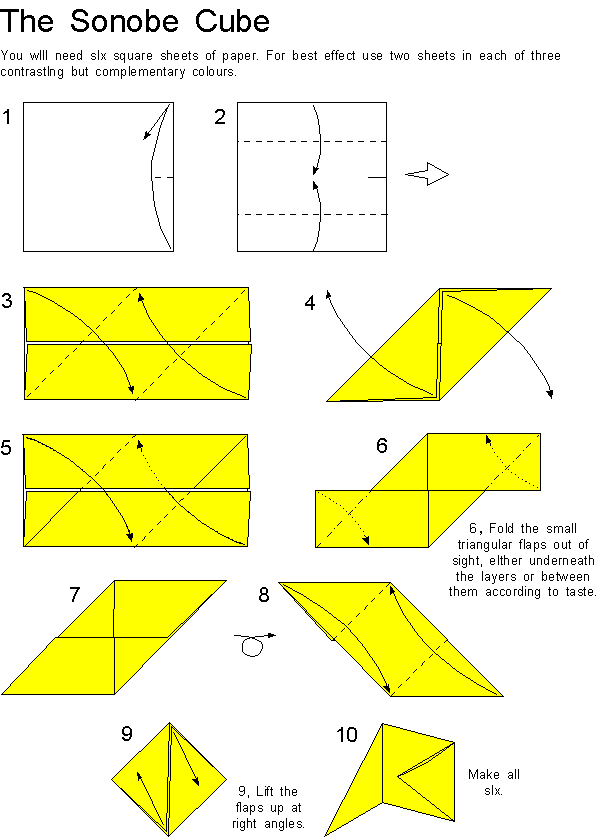 The Sonobe Cube
You will need six square sheets of paper. For best effect use two sheets in each of three
contrasting but complementary colours.
1
2
3
4
5
6
6, Fold the small
triangular flaps out of
sight, either underneath
the layers or between
them according to taste.
7
8
9
9, Lift the
flaps up at
right angles.
10
Make all
six.